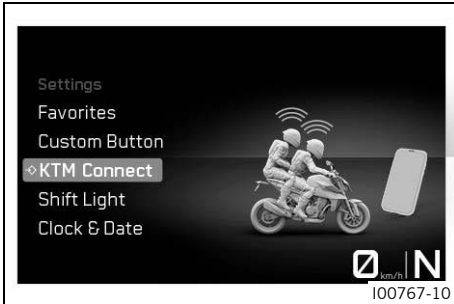 Settings
Favorites
Custom Button
KTM Connect
Shift Light
Clock & Date
0 km/h N
I00767-10